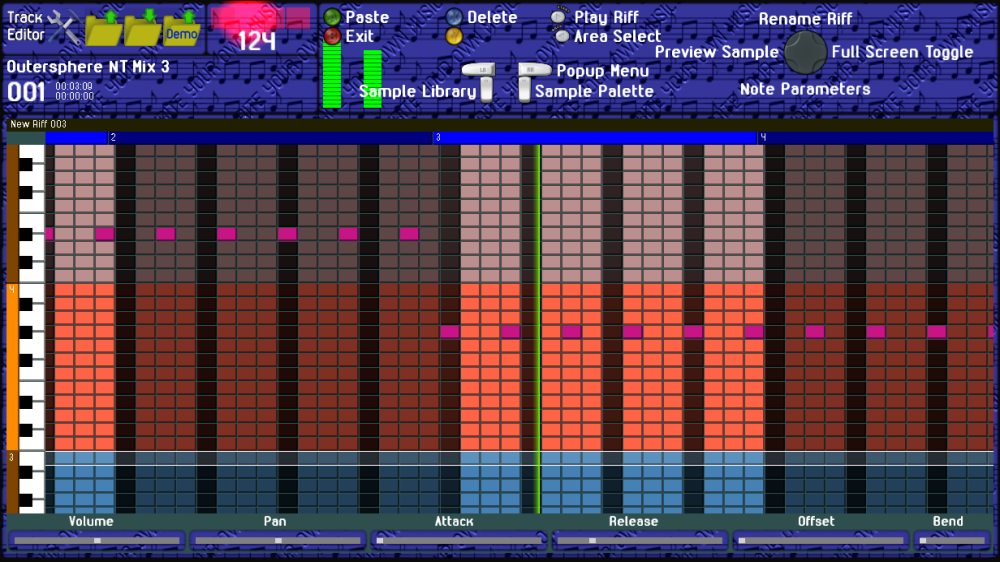 Track
Editor
Demo
124
Paste
Delete
Play Riff
Rename Riff
Exit
Area Select
Preview Sample
Full Screen Toggle
Outersphere NT Mix 3
Popup Menu
001
00:03:09
00:00:00
Sample Library
Sample Palette
Note Parameters
New Riff 003
2
3
4
4
3
Volume
Pan
Attack
Release
Offset
Bend